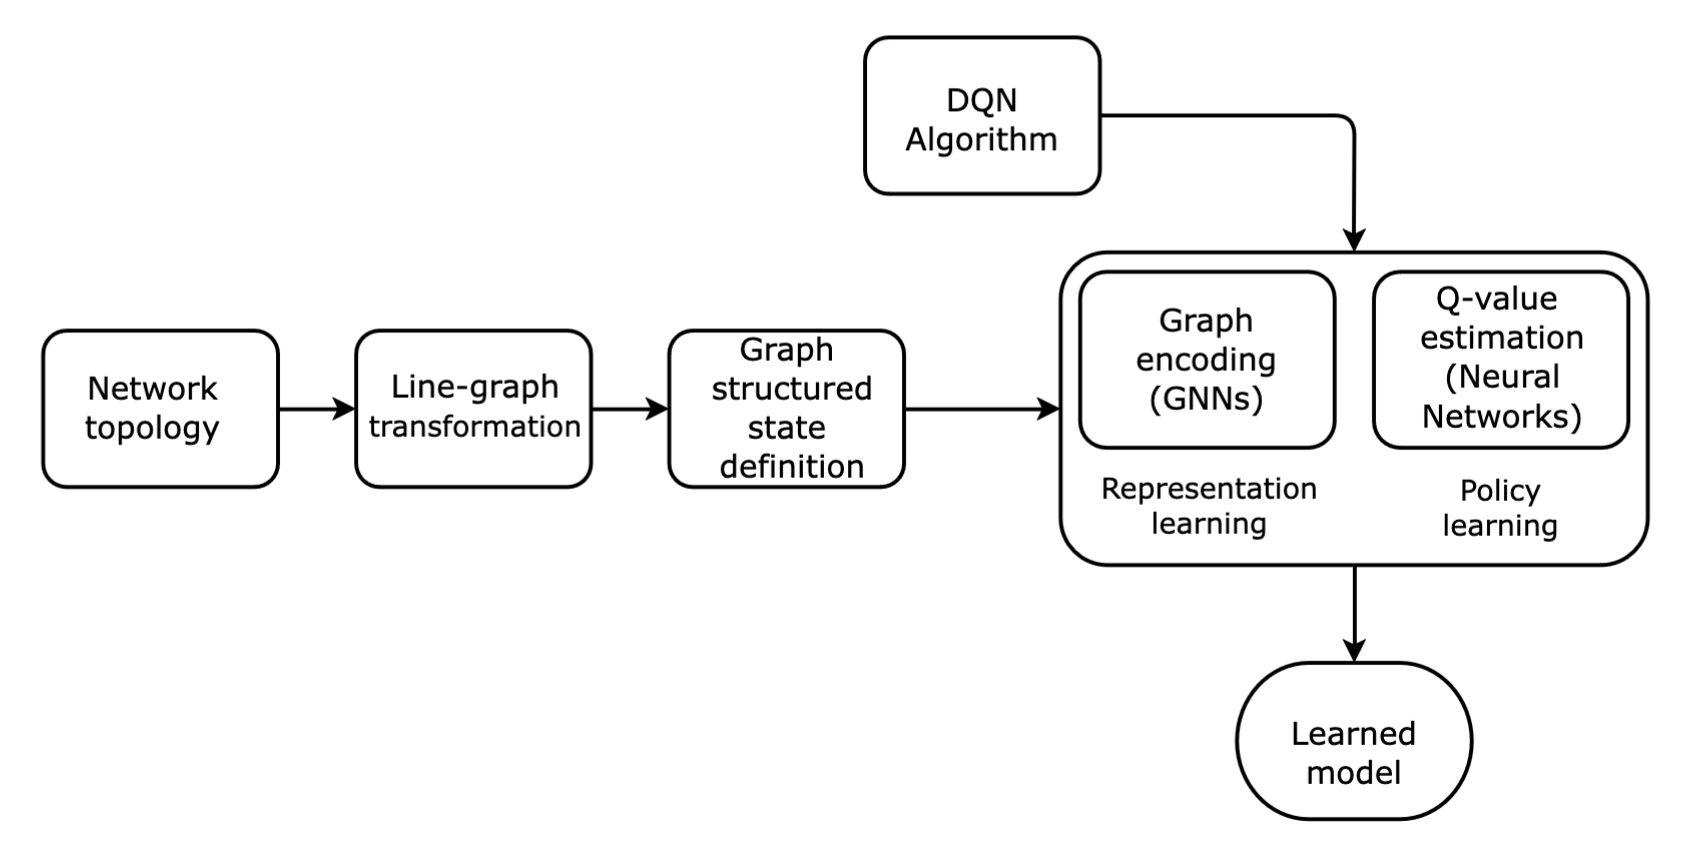 DQN
Algorithm
Network
topology
Line-graph
transformation
Graph
structured
state
definition
Graph
encoding
(GNNs)
Representation
learning
Q-value
estimation
(Neural
Networks)
Policy
learning
Learned
model